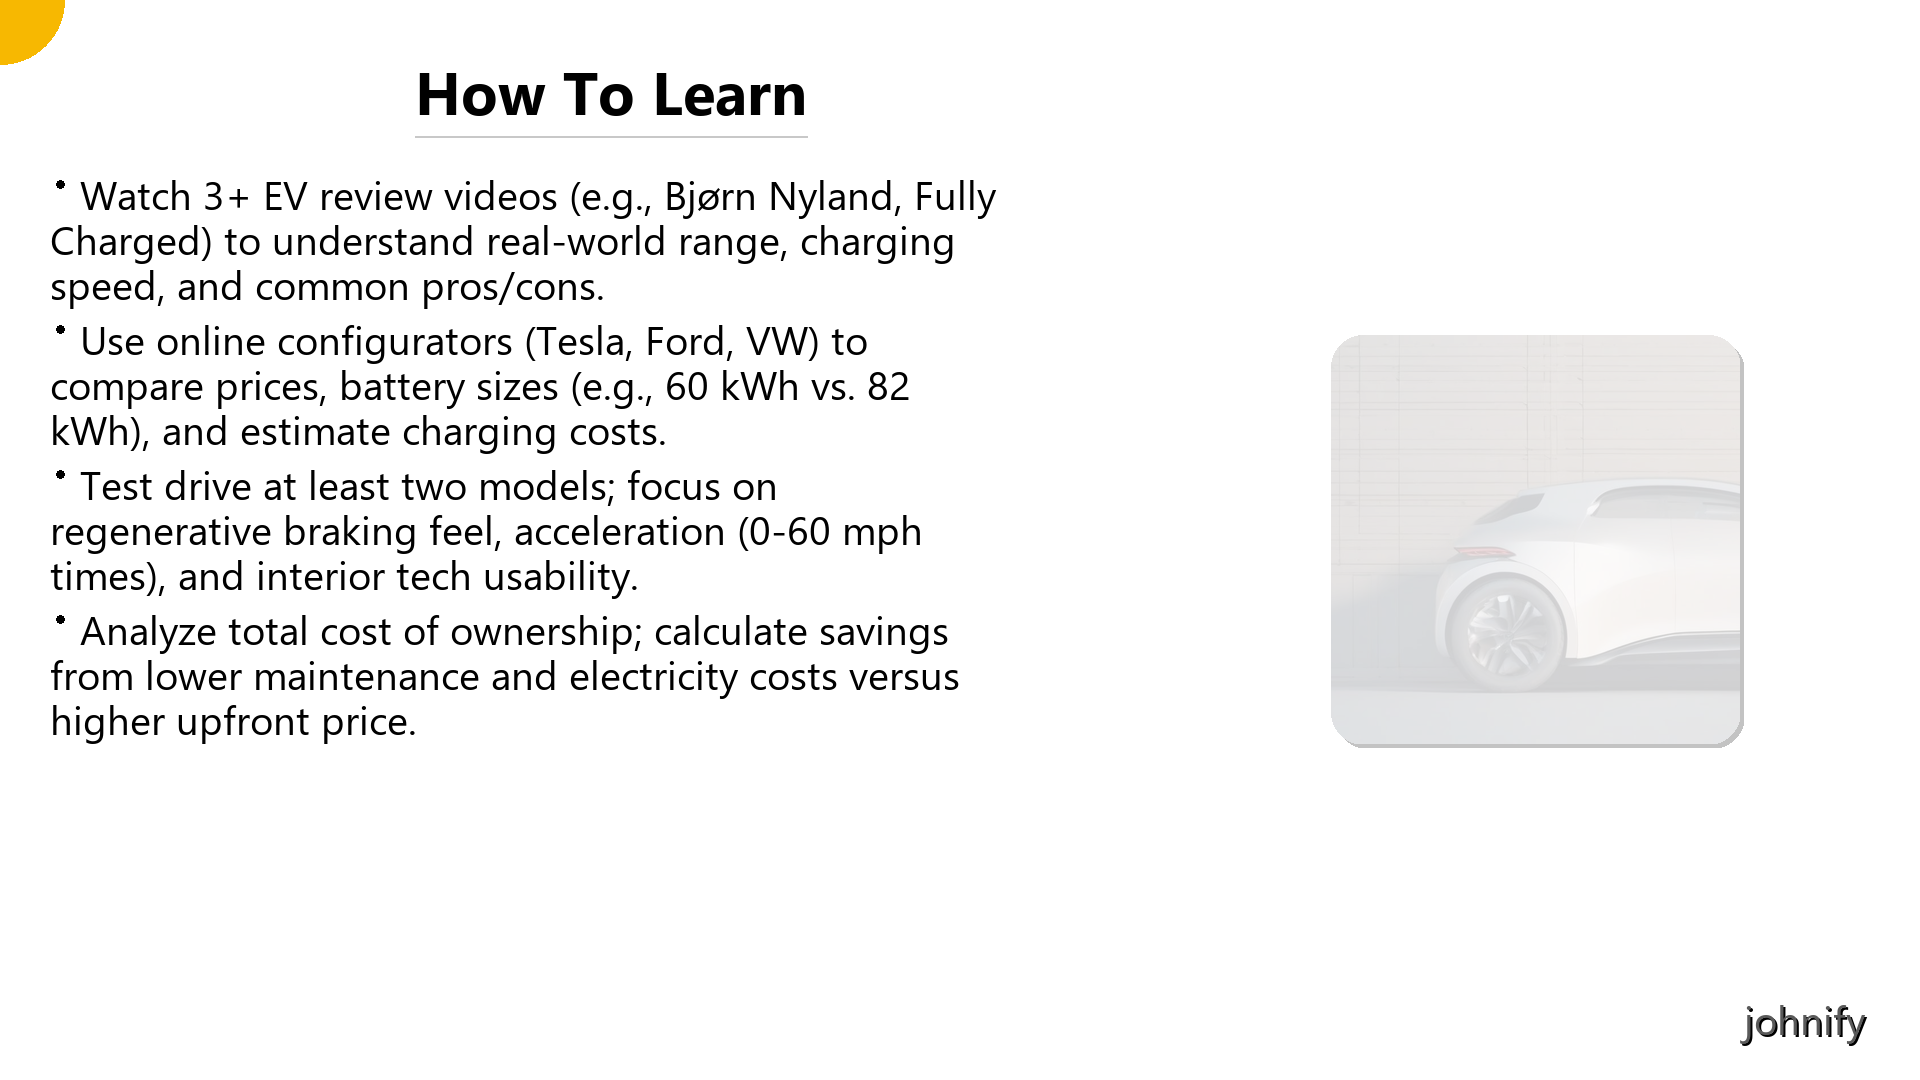 How To Learn
• Watch 3+ EV review videos (e.g., Bjørn Nyland, Fully
Charged) to understand real-world range, charging
speed, and common pros/cons.
• Use online configurators (Tesla, Ford, VW) to
compare prices, battery sizes (e.g., 60 kWh vs. 82
kWh), and estimate charging costs.
• Test drive at least two models; focus on
regenerative braking feel, acceleration (0-60 mph
times), and interior tech usability.
• Analyze total cost of ownership; calculate savings
from lower maintenance and electricity costs versus
higher upfront price.
johnify